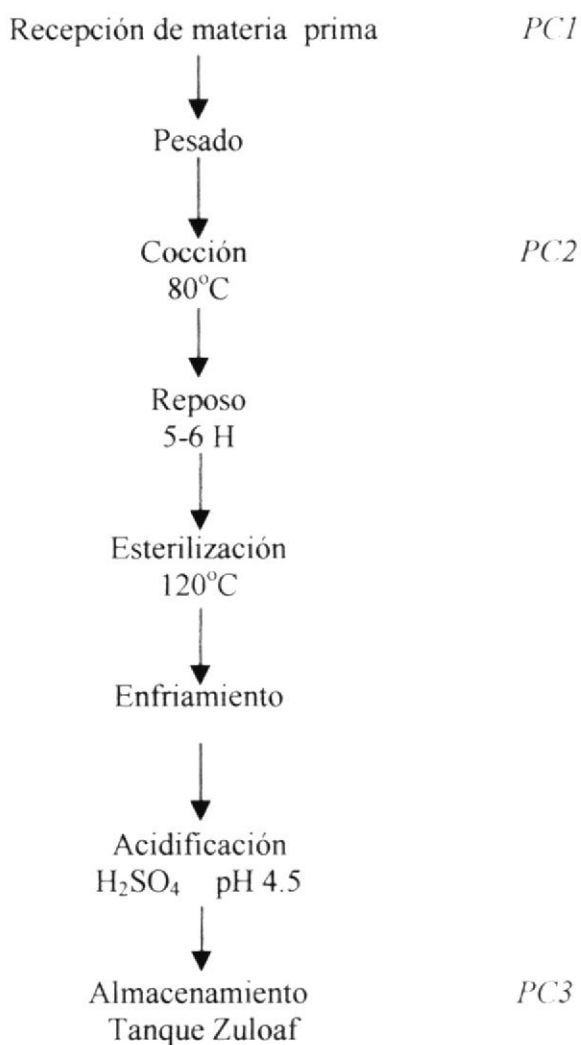 Recepción de materia prima PC1
Pesado
Cocción PC2
80°C
Reposo
5-6 H
Esterilización
120°C
Enfriamiento
Acidificación
H₂SO₄ pH 4.5
Almacenamiento PC3
Tanque Zuloaf